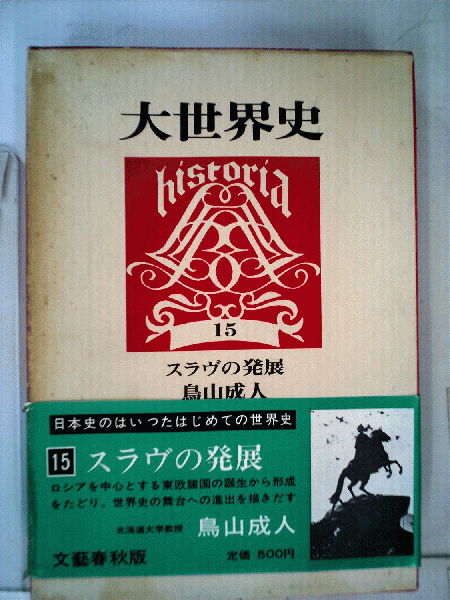 大世界史
historia
15
スラヴの発展
鳥山成人
日本史のはいつたはじめての世界史
15 スラヴの発展
ロシアを中心とする東欧諸国の誕生から形成
をたどり、世界史の舞台への進出を描きだす
北海道大学教授 鳥山成人
文藝春秋版 定価 500円